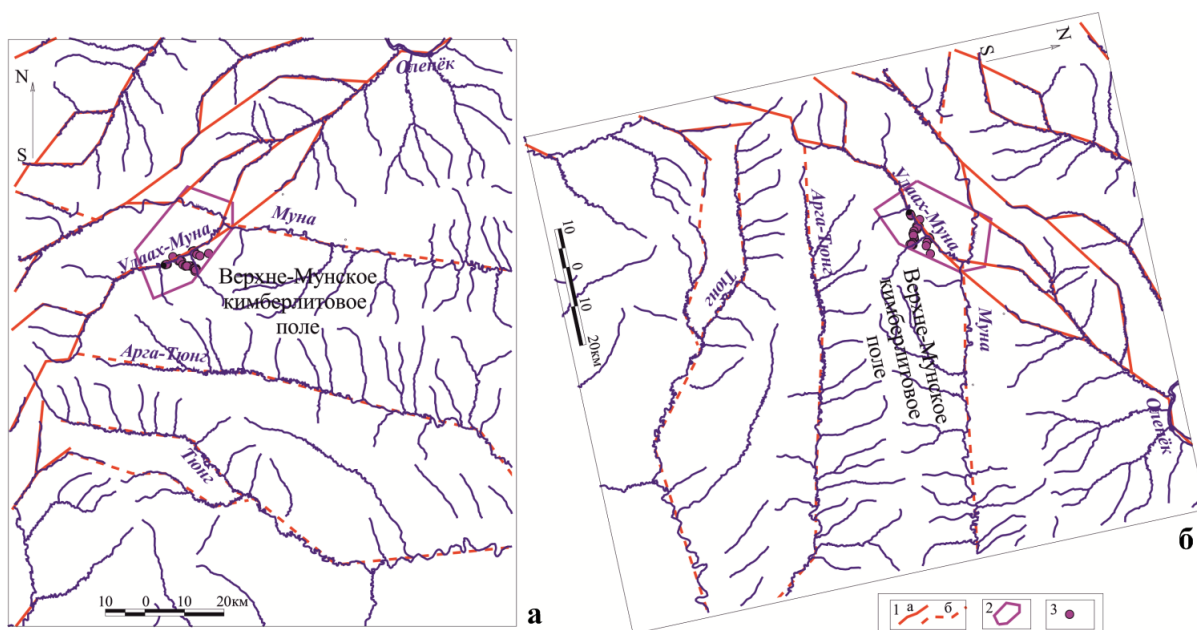 N
S
Оленёк
Муна
Улаах-Муна
Верхне-Мунское
кимберлитовое
поле
Арга-Тюнг
Тюнг
10 0 10 20км
а
S
N
Улаах-Муна
Арга-Тюнг
Тюнг
Верхне-Мунское
кимберлитовое
поле
Муна
Оленёк
10 0 10 20км
б
1 а б 2 3